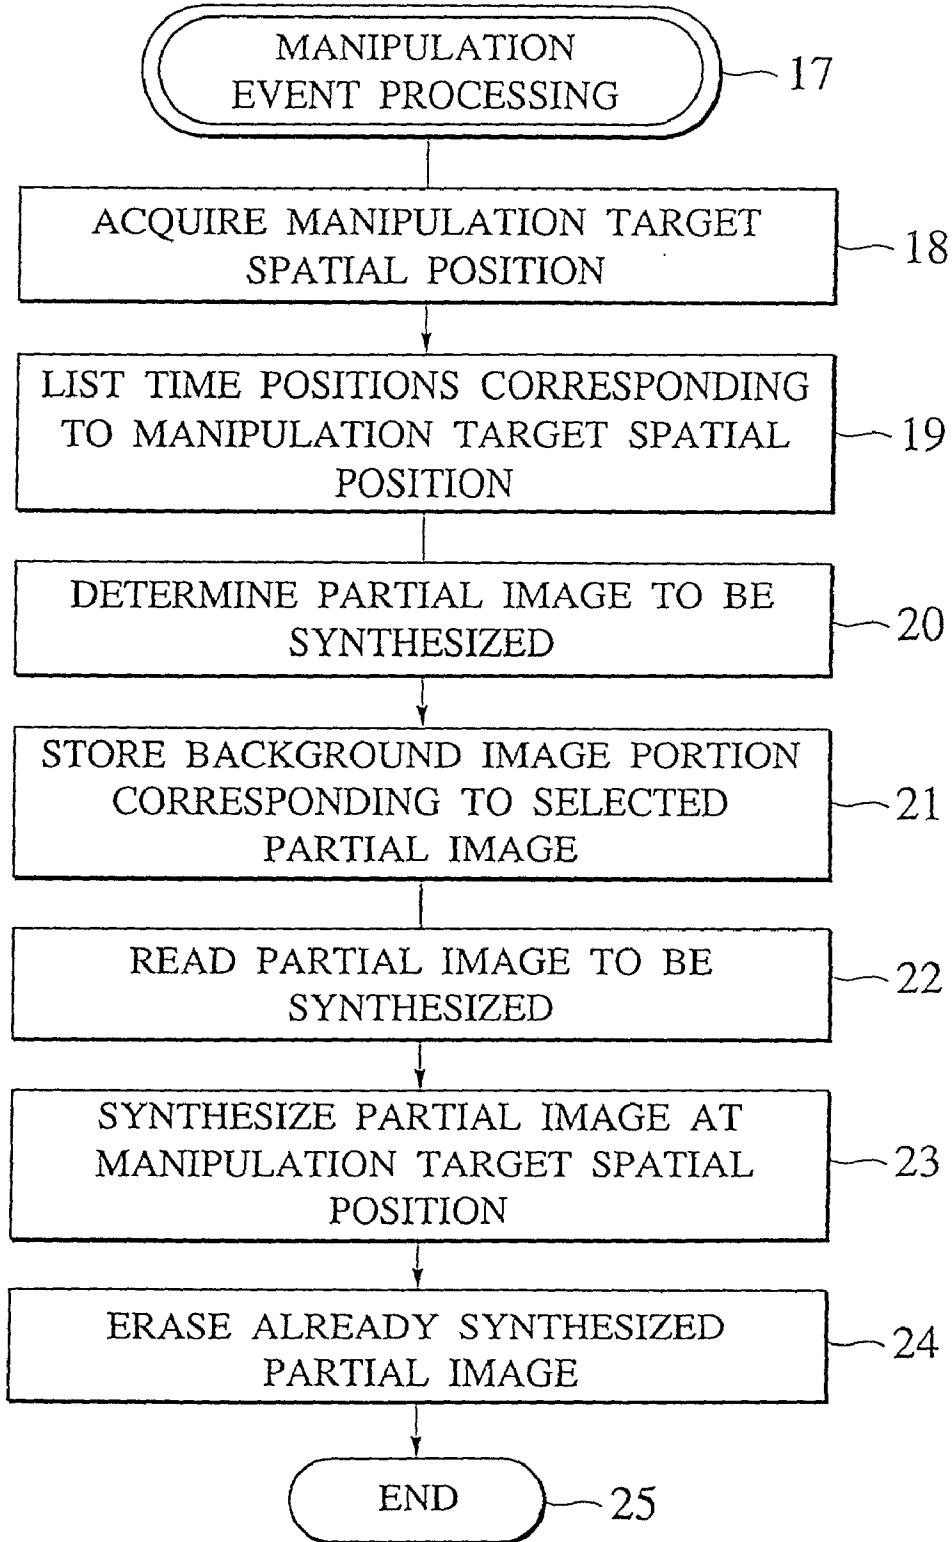 MANIPULATION
EVENT PROCESSING
17
ACQUIRE MANIPULATION TARGET
SPATIAL POSITION
18
LIST TIME POSITIONS CORRESPONDING
TO MANIPULATION TARGET SPATIAL
POSITION
19
DETERMINE PARTIAL IMAGE TO BE
SYNTHESIZED
20
STORE BACKGROUND IMAGE PORTION
CORRESPONDING TO SELECTED
PARTIAL IMAGE
21
READ PARTIAL IMAGE TO BE
SYNTHESIZED
22
SYNTHESIZE PARTIAL IMAGE AT
MANIPULATION TARGET SPATIAL
POSITION
23
ERASE ALREADY SYNTHESIZED
PARTIAL IMAGE
24
END
25